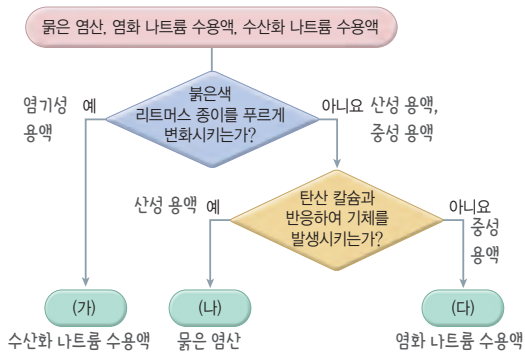 묽은 염산, 염화 나트륨 수용액, 수산화 나트륨 수용액
붉은색
리트머스 종이를 푸르게
변화시키는가?
염기성 예
용액
아니요 산성 용액,
중성 용액
탄산 칼슘과
반응하여 기체를
발생시키는가?
산성 용액 예
아니요
중성
용액
(가)
(나)
(다)
수산화 나트륨 수용액
묽은 염산
염화 나트륨 수용액